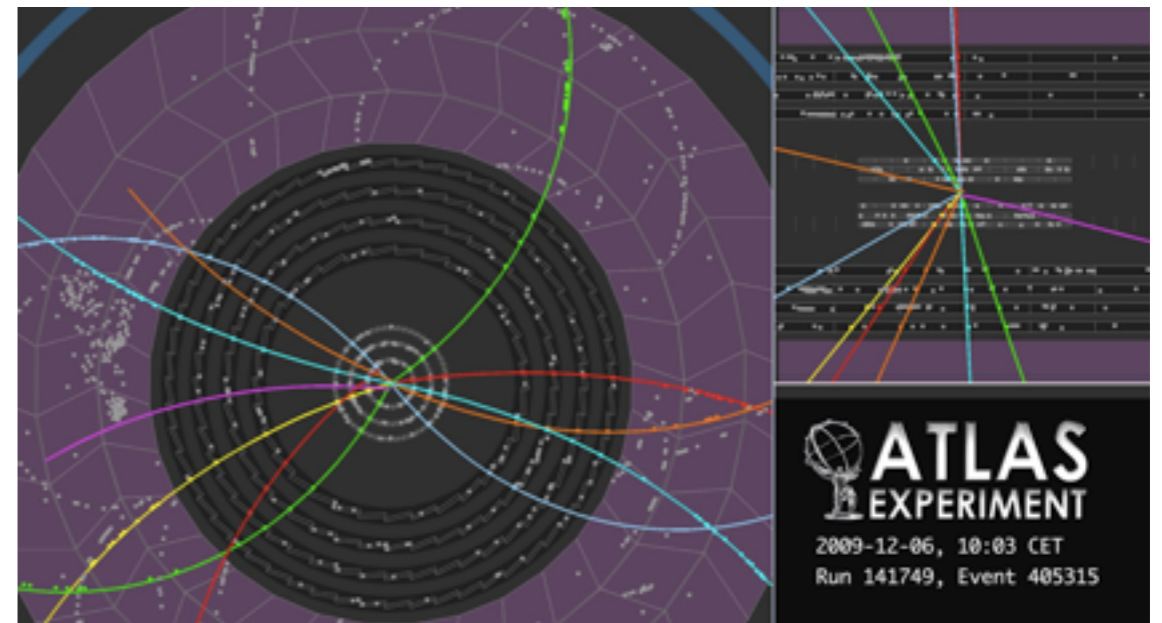 ATLAS
EXPERIMENT
2009-12-06, 10:03 CET
Run 141749, Event 405315